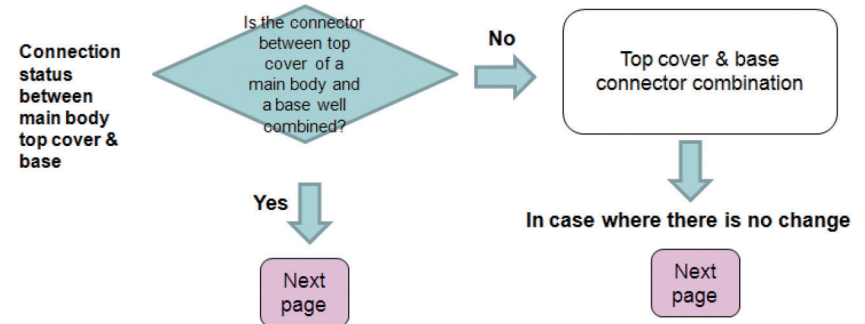 Connection
status
between
main body
top cover &
base
Is the connector
between top
cover of a
main body and
a base well
combined?
No
Top cover & base
connector combination
Yes
Next
page
In case where there is no change
Next
page